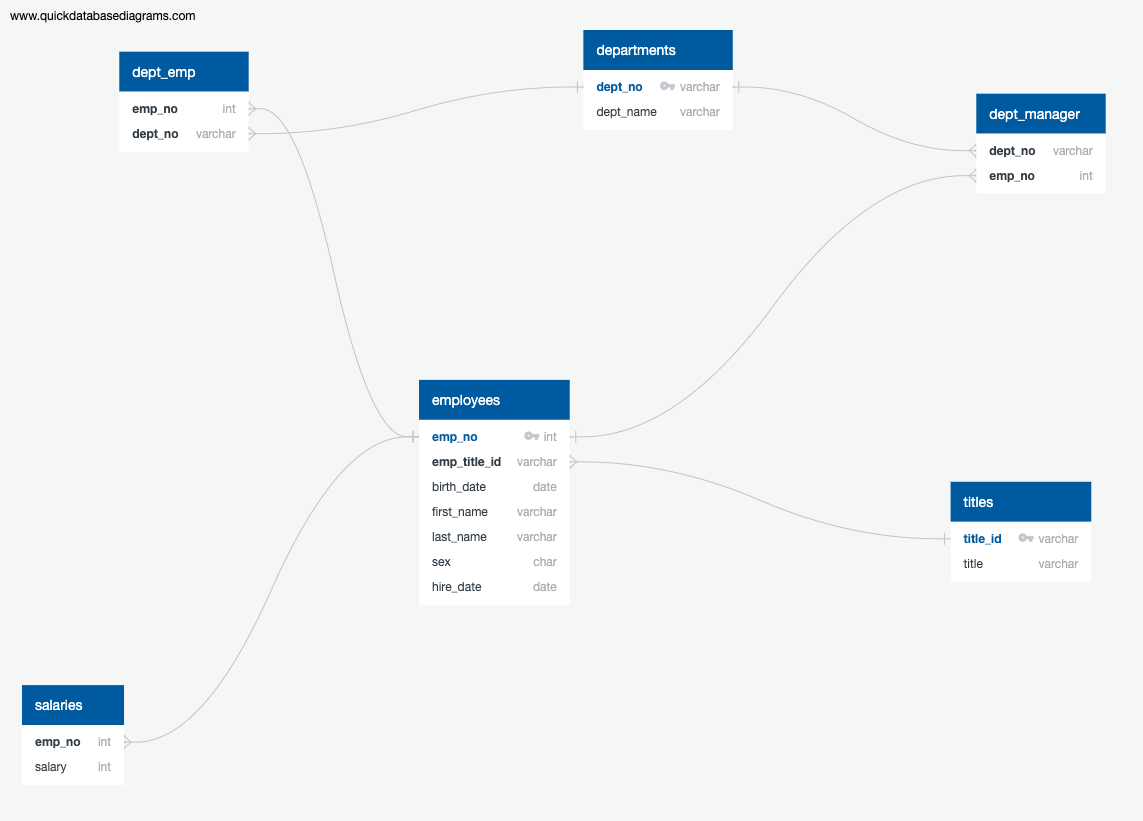 www.quickdatabasediagrams.com
dept_emp
emp_no int
dept_no varchar
departments
dept_no varchar
dept_name varchar
dept_manager
dept_no varchar
emp_no int
employees
emp_no int
emp_title_id varchar
birth_date date
first_name varchar
last_name varchar
sex char
hire_date date
titles
title_id varchar
title varchar
salaries
emp_no int
salary int